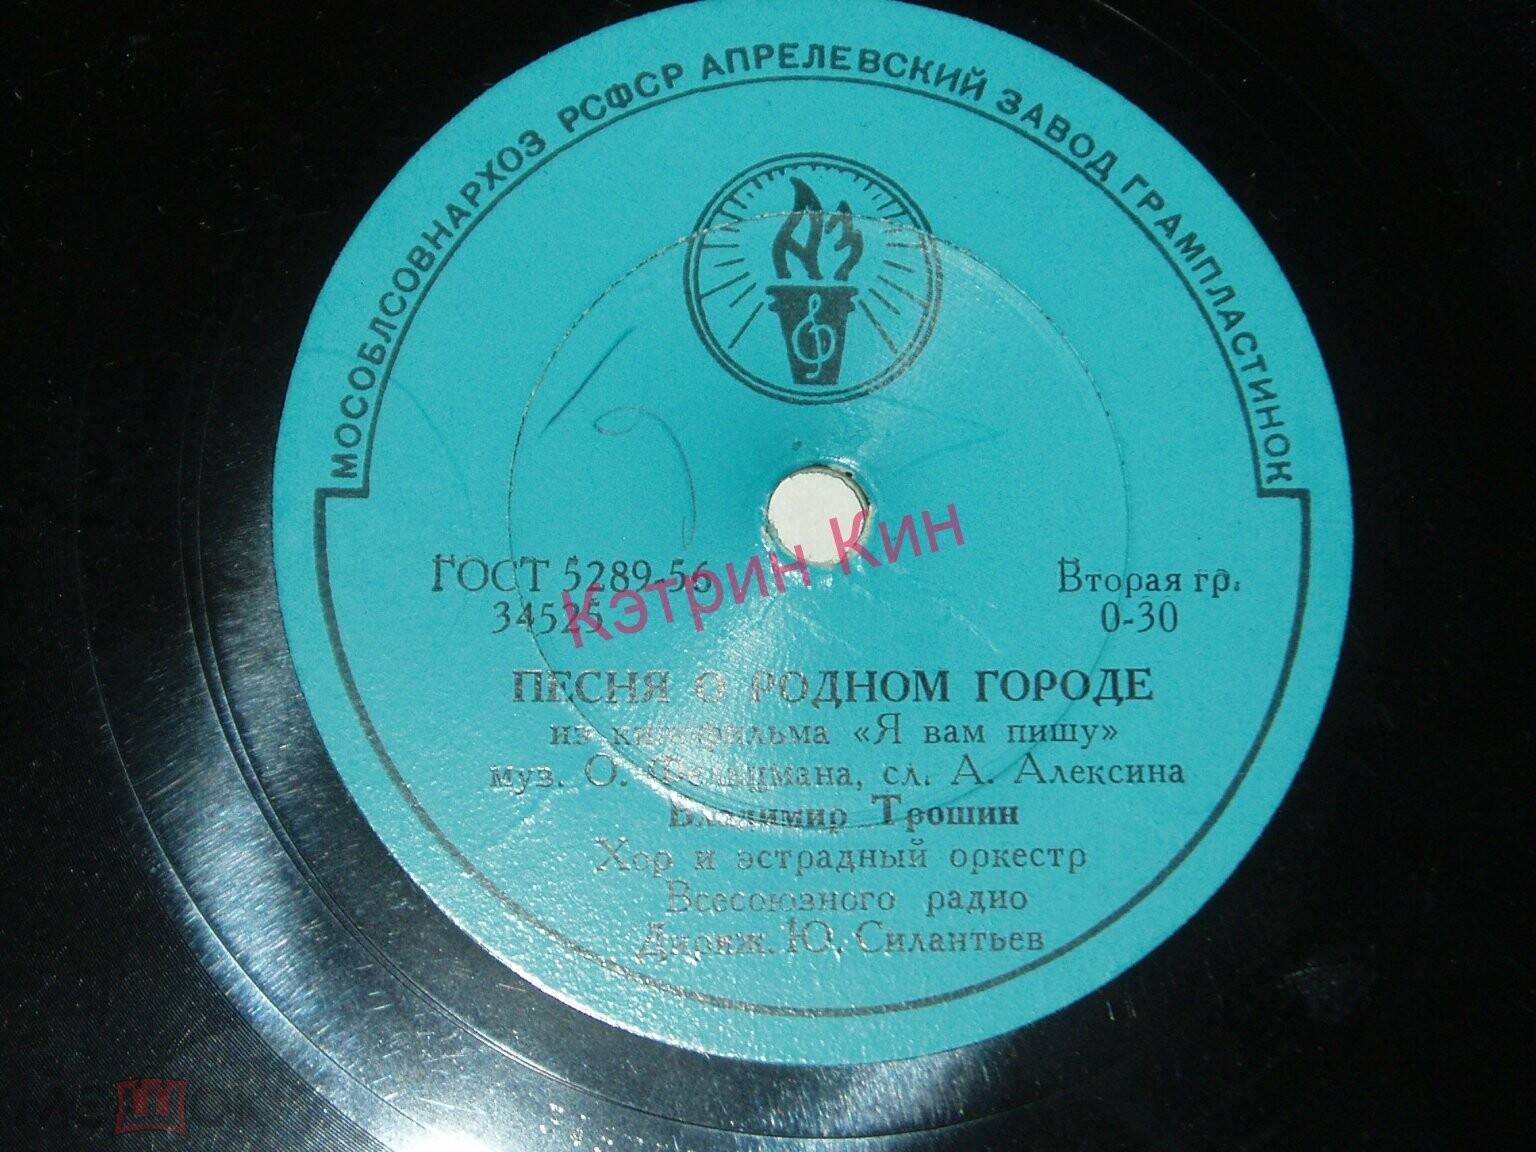 МОСОБЛСОВНАРХОЗ РСФСР АПРЕЛЕВСКИЙ ЗАВОД ГРАМПЛАСТИНОК
АЗ
ГОСТ 5289-56
34525
Вторая гр.
0-30
Кэтрин Кин
ПЕСНЯ О РОДНОМ ГОРОДЕ
из кинофильма «Я вам пишу»
муз. О. Фельцмана, сл. А. Алексина
Владимир Трошин
Хор и эстрадный оркестр
Всесоюзного радио
Дириж. Ю. Силантьев